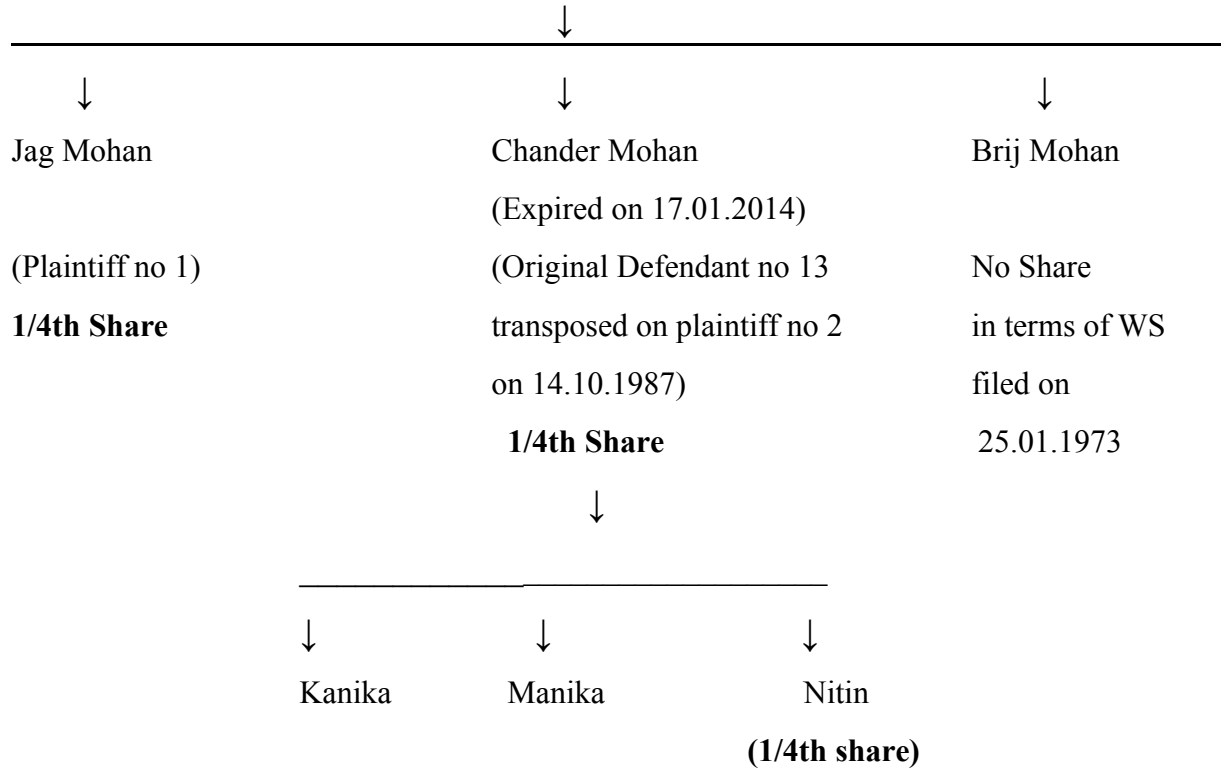 ↓
↓ ↓ ↓
Jag Mohan Chander Mohan Brij Mohan
(Expired on 17.01.2014)
(Plaintiff no 1) (Original Defendant no 13 No Share
1/4th Share transposed on plaintiff no 2 in terms of WS
on 14.10.1987) filed on
1/4th Share 25.01.1973
↓
↓ ↓ ↓
Kanika Manika Nitin
(1/4th share)